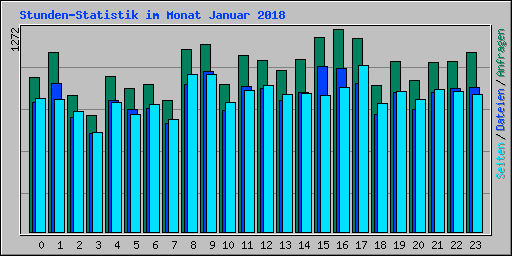 Stunden-Statistik im Monat Januar 2018
1272
Seiten / Dateien / Anfragen
0 1 2 3 4 5 6 7 8 9 10 11 12 13 14 15 16 17 18 19 20 21 22 23